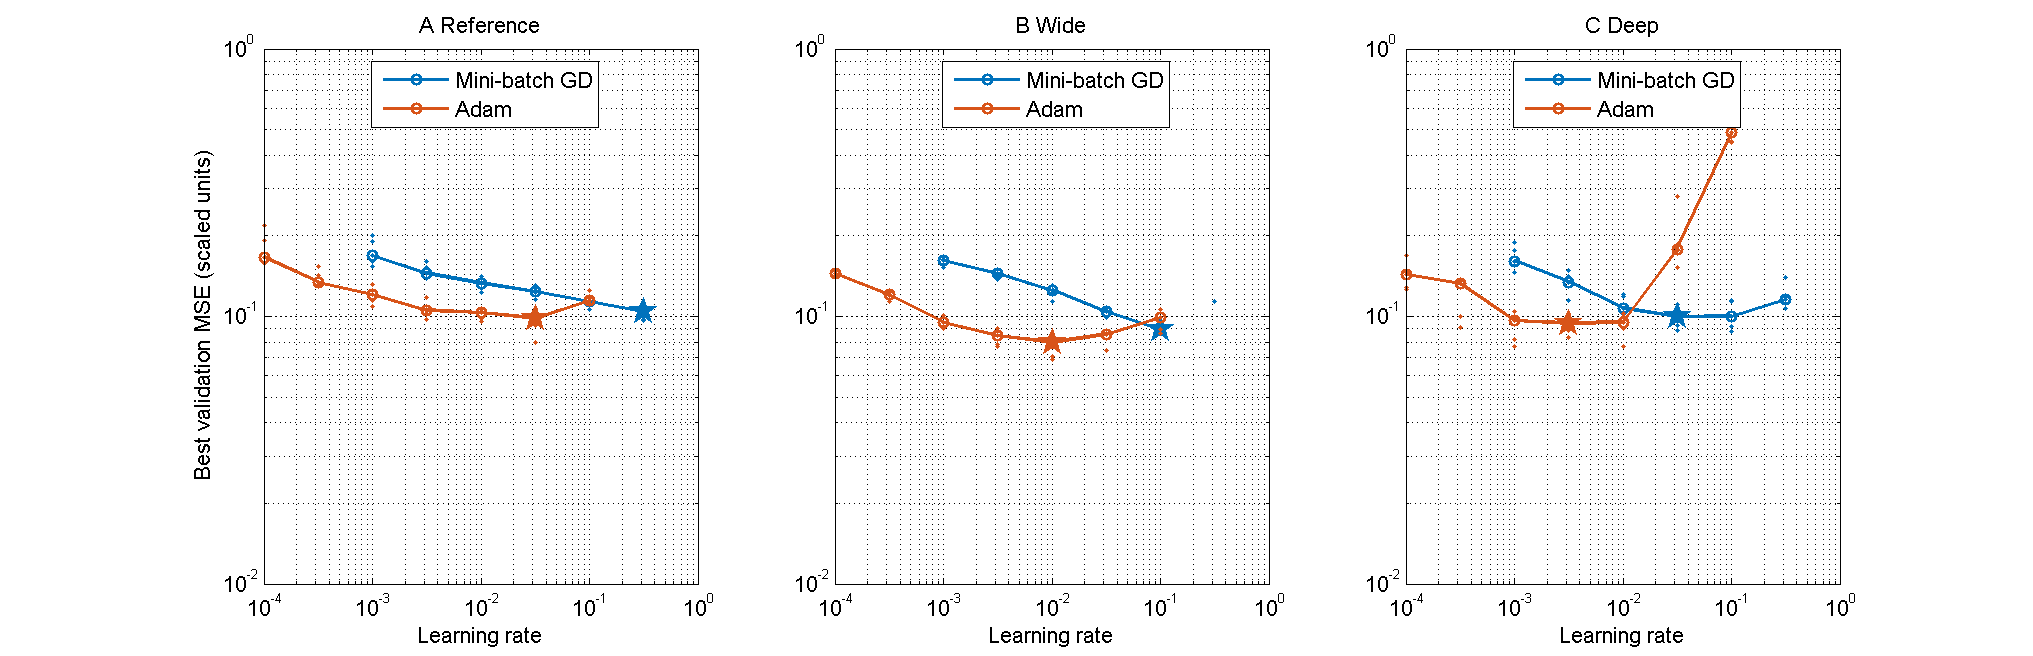 A Reference
B Wide
C Deep
Best validation MSE (scaled units)
10^0
10^-1
10^-2
Mini-batch GD
Adam
10^-4 10^-3 10^-2 10^-1 10^0
Learning rate
10^0
10^-1
10^-2
Mini-batch GD
Adam
10^-4 10^-3 10^-2 10^-1 10^0
Learning rate
10^0
10^-1
10^-2
Mini-batch GD
Adam
10^-4 10^-3 10^-2 10^-1 10^0
Learning rate